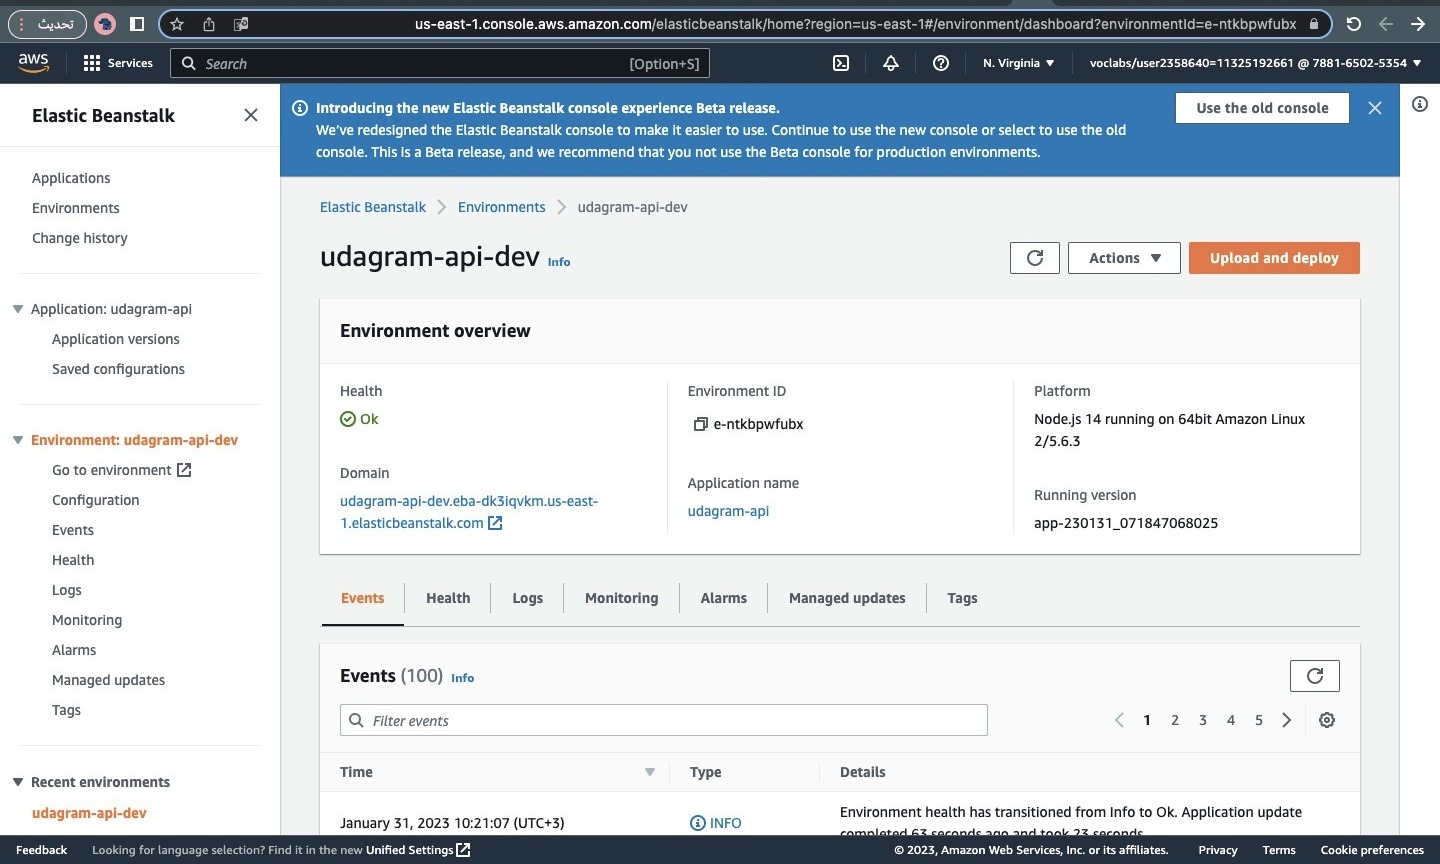 تحديث
us-east-1.console.aws.amazon.com/elasticbeanstalk/home?region=us-east-1#/environment/dashboard?environmentId=e-ntkbpwfubx
aws
Services
Search
[Option+S]
N. Virginia
voclabs/user2358640=11325192661 @ 7881-6502-5354
Elastic Beanstalk
Applications
Environments
Change history
Application: udagram-api
Application versions
Saved configurations
Environment: udagram-api-dev
Go to environment
Configuration
Events
Health
Logs
Monitoring
Alarms
Managed updates
Tags
Recent environments
udagram-api-dev
Introducing the new Elastic Beanstalk console experience Beta release.
We've redesigned the Elastic Beanstalk console to make it easier to use. Continue to use the new console or select to use the old
console. This is a Beta release, and we recommend that you not use the Beta console for production environments.
Use the old console
Elastic Beanstalk
Environments
udagram-api-dev
udagram-api-dev Info
Actions
Upload and deploy
Environment overview
Health
Ok
Domain
udagram-api-dev.eba-dk3iqvkm.us-east-
1.elasticbeanstalk.com
Environment ID
e-ntkbpwfubx
Application name
udagram-api
Platform
Node.js 14 running on 64bit Amazon Linux
2/5.6.3
Running version
app-230131_071847068025
Events
Health
Logs
Monitoring
Alarms
Managed updates
Tags
Events (100) Info
Filter events
1 2 3 4 5
Time
Type
Details
January 31, 2023 10:21:07 (UTC+3)
INFO
Environment health has transitioned from Info to Ok. Application update
completed 63 seconds ago and took 23 seconds.
Feedback
Looking for language selection? Find it in the new Unified Settings
© 2023, Amazon Web Services, Inc. or its affiliates.
Privacy
Terms
Cookie preferences